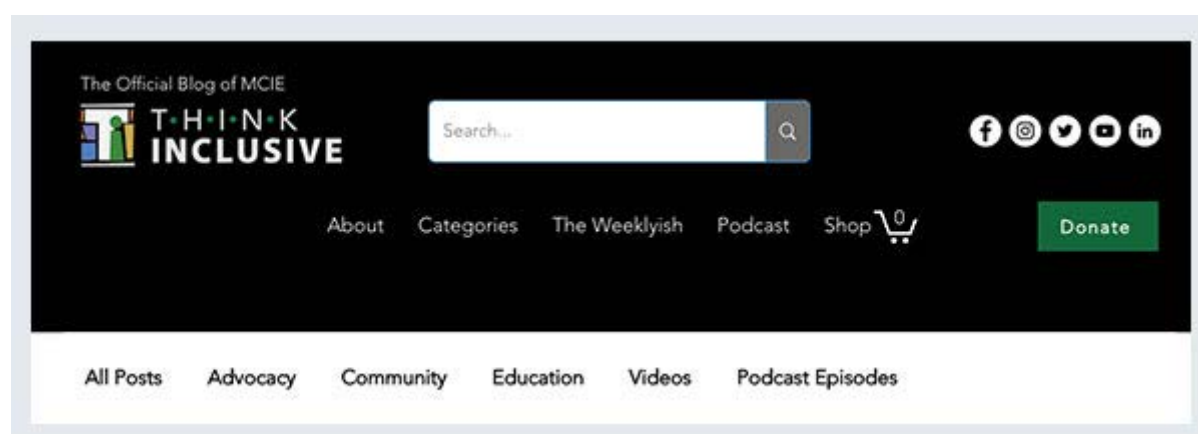 The Official Blog of MCIE
T·H·I·N·K
INCLUSIVE
Search...
About Categories The Weeklyish Podcast Shop 0
Donate
All Posts Advocacy Community Education Videos Podcast Episodes